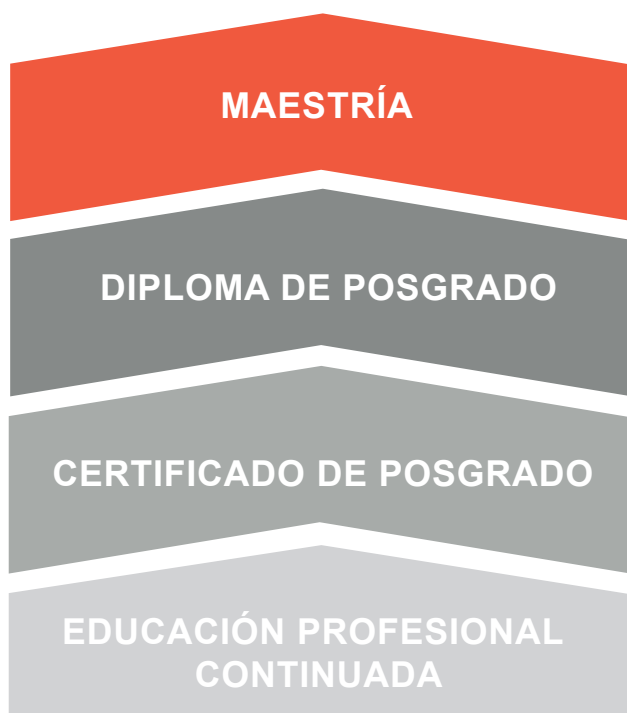 MAESTRÍA
DIPLOMA DE POSGRADO
CERTIFICADO DE POSGRADO
EDUCACIÓN PROFESIONAL
CONTINUADA